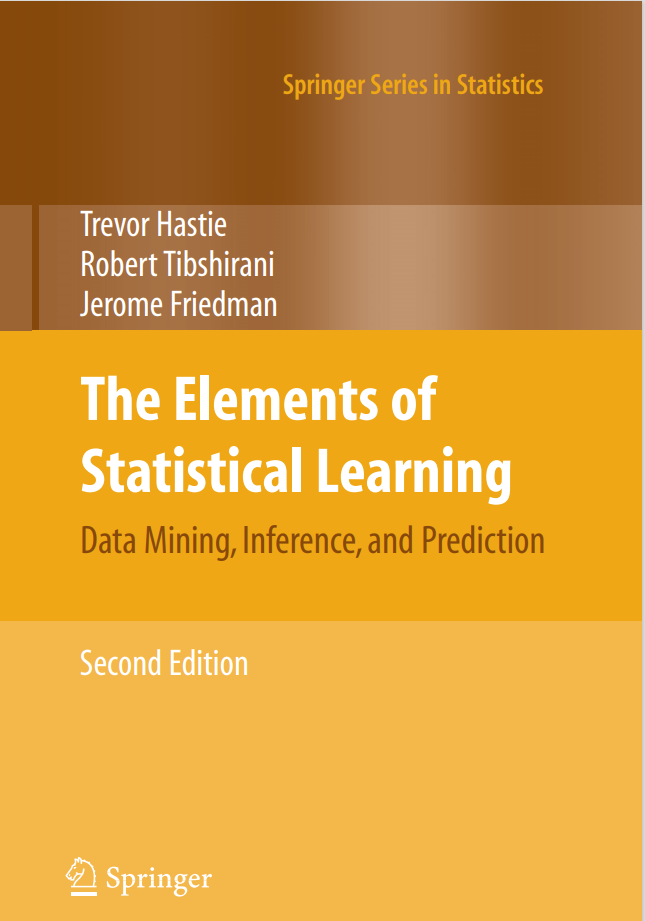 Springer Series in Statistics
Trevor Hastie
Robert Tibshirani
Jerome Friedman
The Elements of
Statistical Learning
Data Mining, Inference, and Prediction
Second Edition
Springer